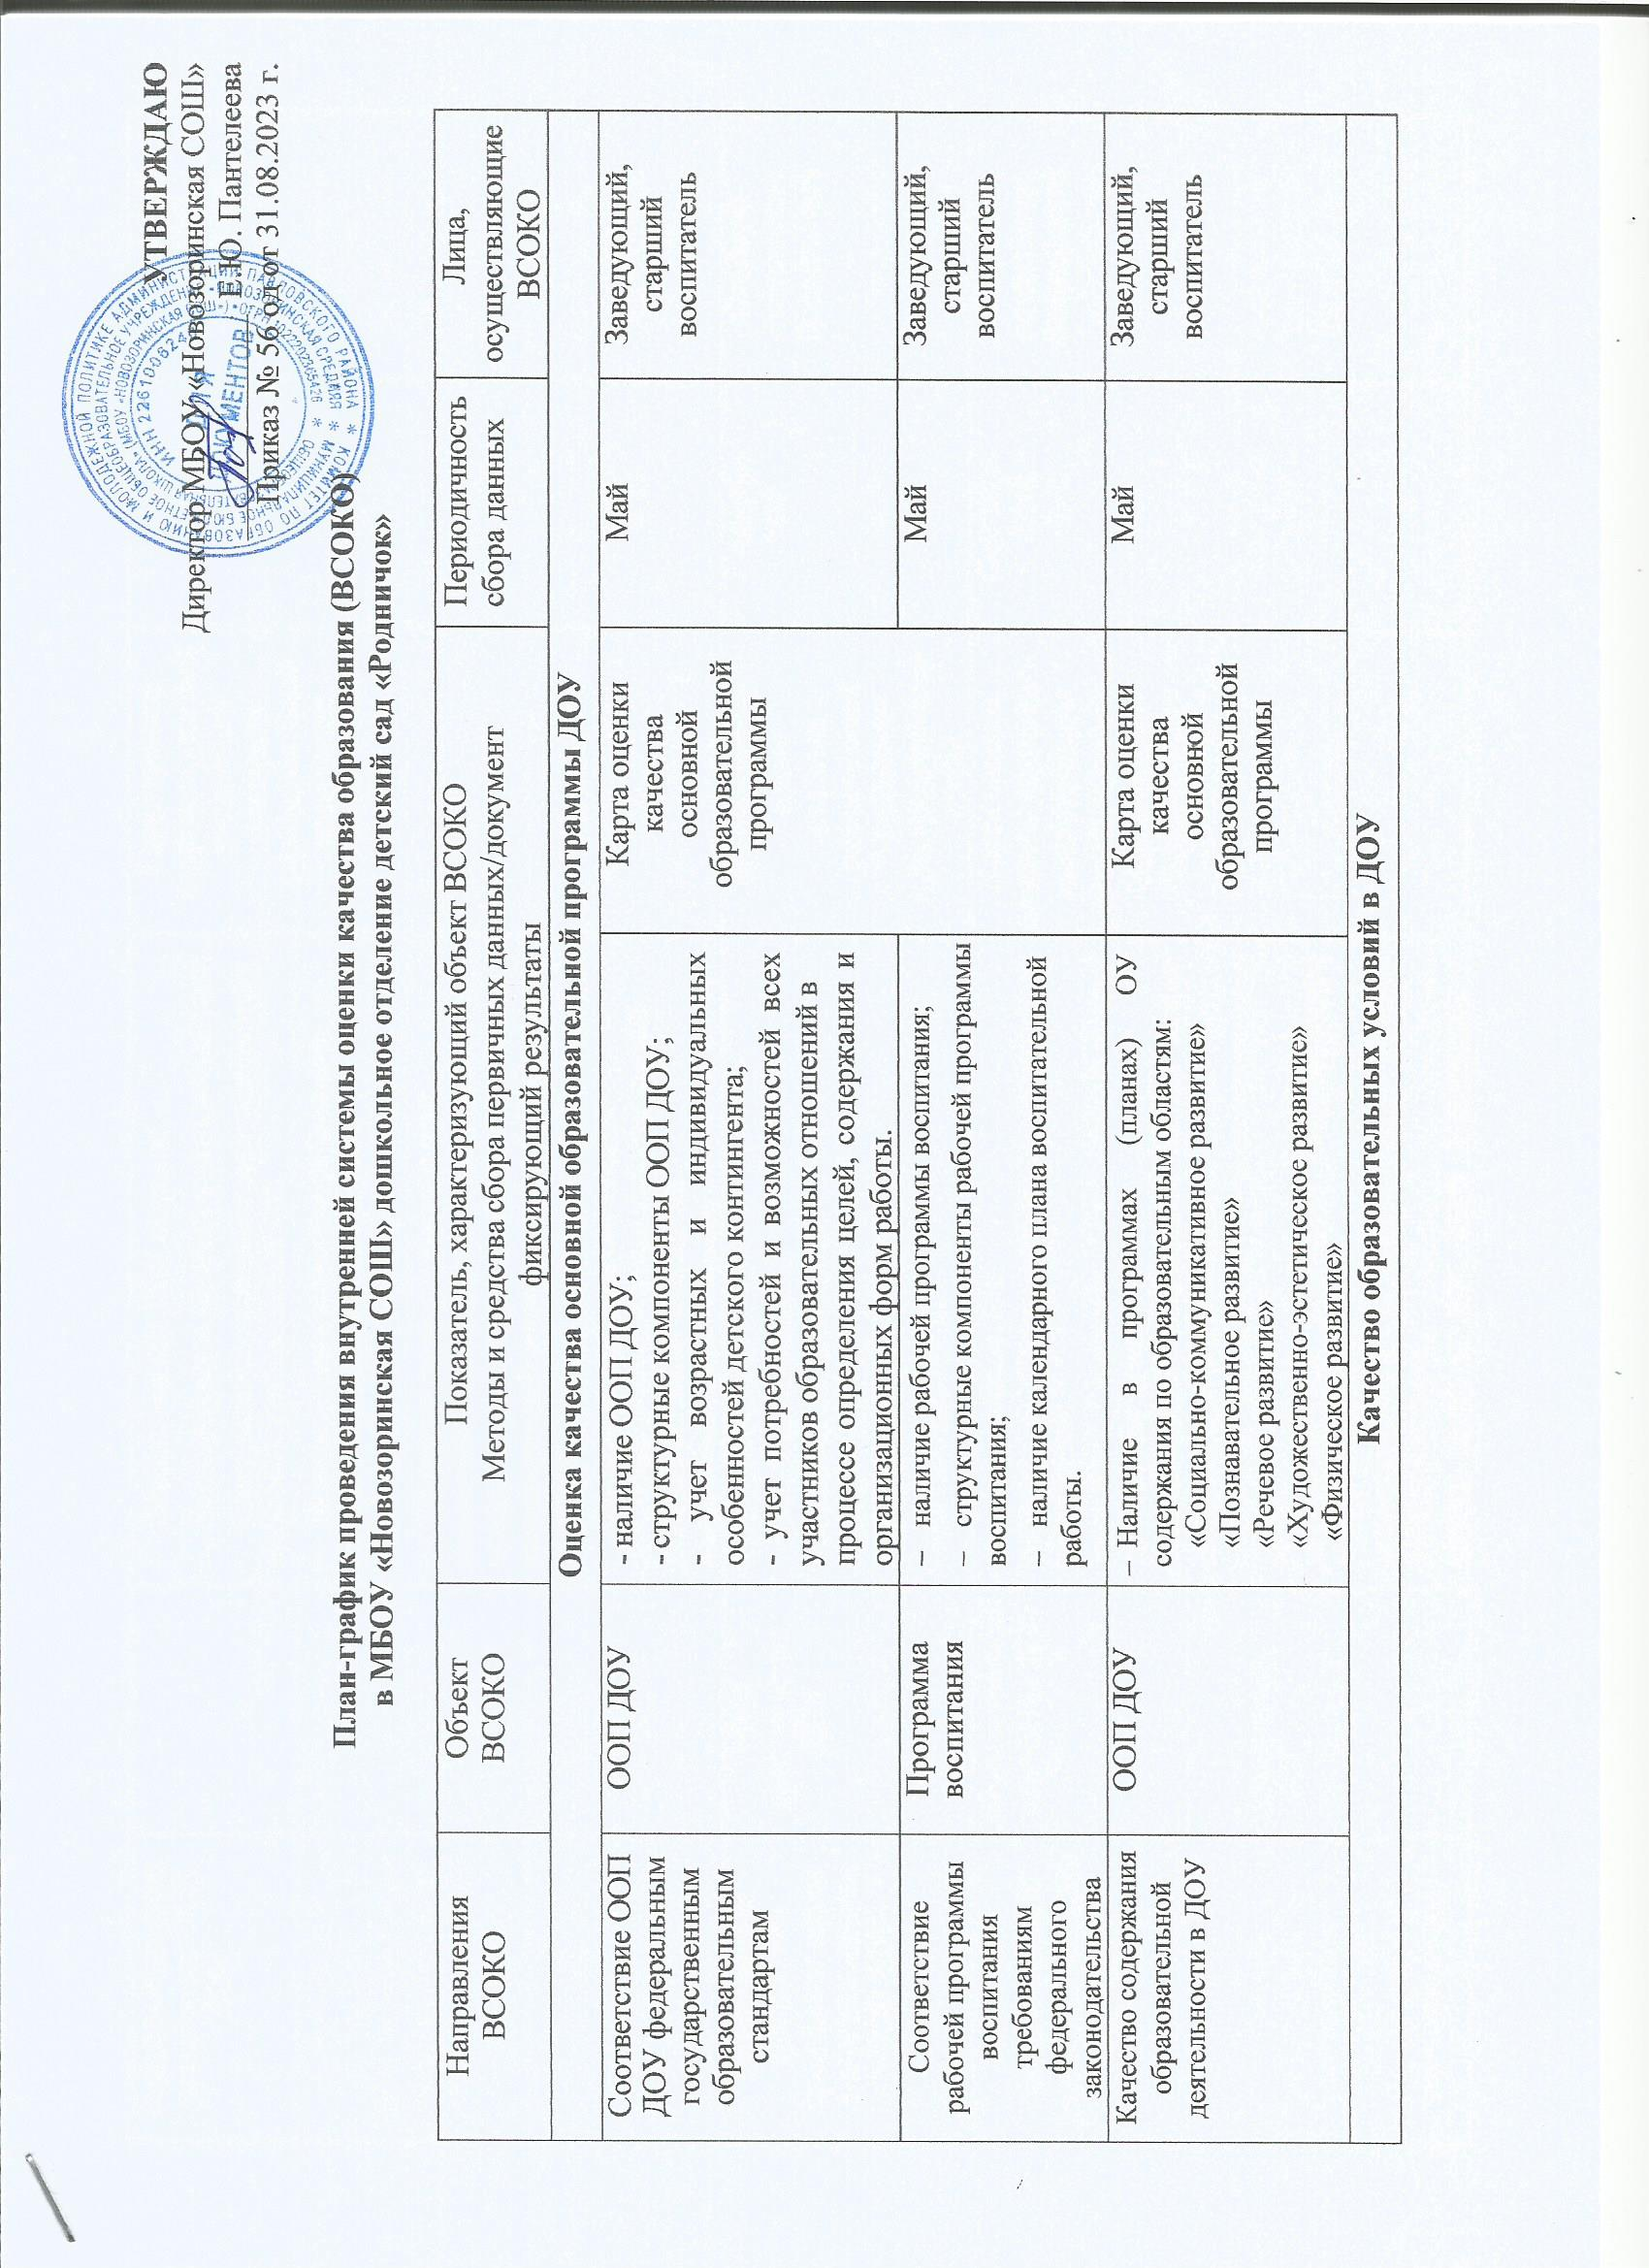 УТВЕРЖДАЮ
Директор МБОУ «Новозоринская СОШ»
Е.Ю. Пантелеева
Приказ № 56 от 31.08.2023 г.
ИНН 22610062
ДЛЯ
ДОКУМЕНТОВ
План-график проведения внутренней системы оценки качества образования (ВСОКО)
в МБОУ «Новозоринская СОШ» дошкольное отделение детский сад «Родничок»
Направления
ВСОКО
Объект
ВСОКО
Показатель, характеризующий объект ВСОКО
Методы и средства сбора первичных данных/документ
фиксирующий результаты
Периодичность
сбора данных
Лица,
осуществляющие
ВСОКО
Оценка качества основной образовательной программы ДОУ
Соответствие ООП
ДОУ федеральным
государственным
образовательным
стандартам
ООП ДОУ
- наличие ООП ДОУ;
- структурные компоненты ООП ДОУ;
- учет возрастных и индивидуальных
особенностей детского контингента;
- учет потребностей и возможностей всех
участников образовательных отношений в
процессе определения целей, содержания и
организационных форм работы.
Карта оценки
качества
основной
образовательной
программы
Май
Заведующий,
старший
воспитатель
Соответствие
рабочей программы
воспитания
требованиям
федерального
законодательства
Программа
воспитания
– наличие рабочей программы воспитания;
– структурные компоненты рабочей программы
воспитания;
– наличие календарного плана воспитательной
работы.
Май
Заведующий,
старший
воспитатель
Качество содержания
образовательной
деятельности в ДОУ
ООП ДОУ
– Наличие в программах (планах) ОУ
содержания по образовательным областям:
«Социально-коммуникативное развитие»
«Познавательное развитие»
«Речевое развитие»
«Художественно-эстетическое развитие»
«Физическое развитие»
Карта оценки
качества
основной
образовательной
программы
Май
Заведующий,
старший
воспитатель
Качество образовательных условий в ДОУ